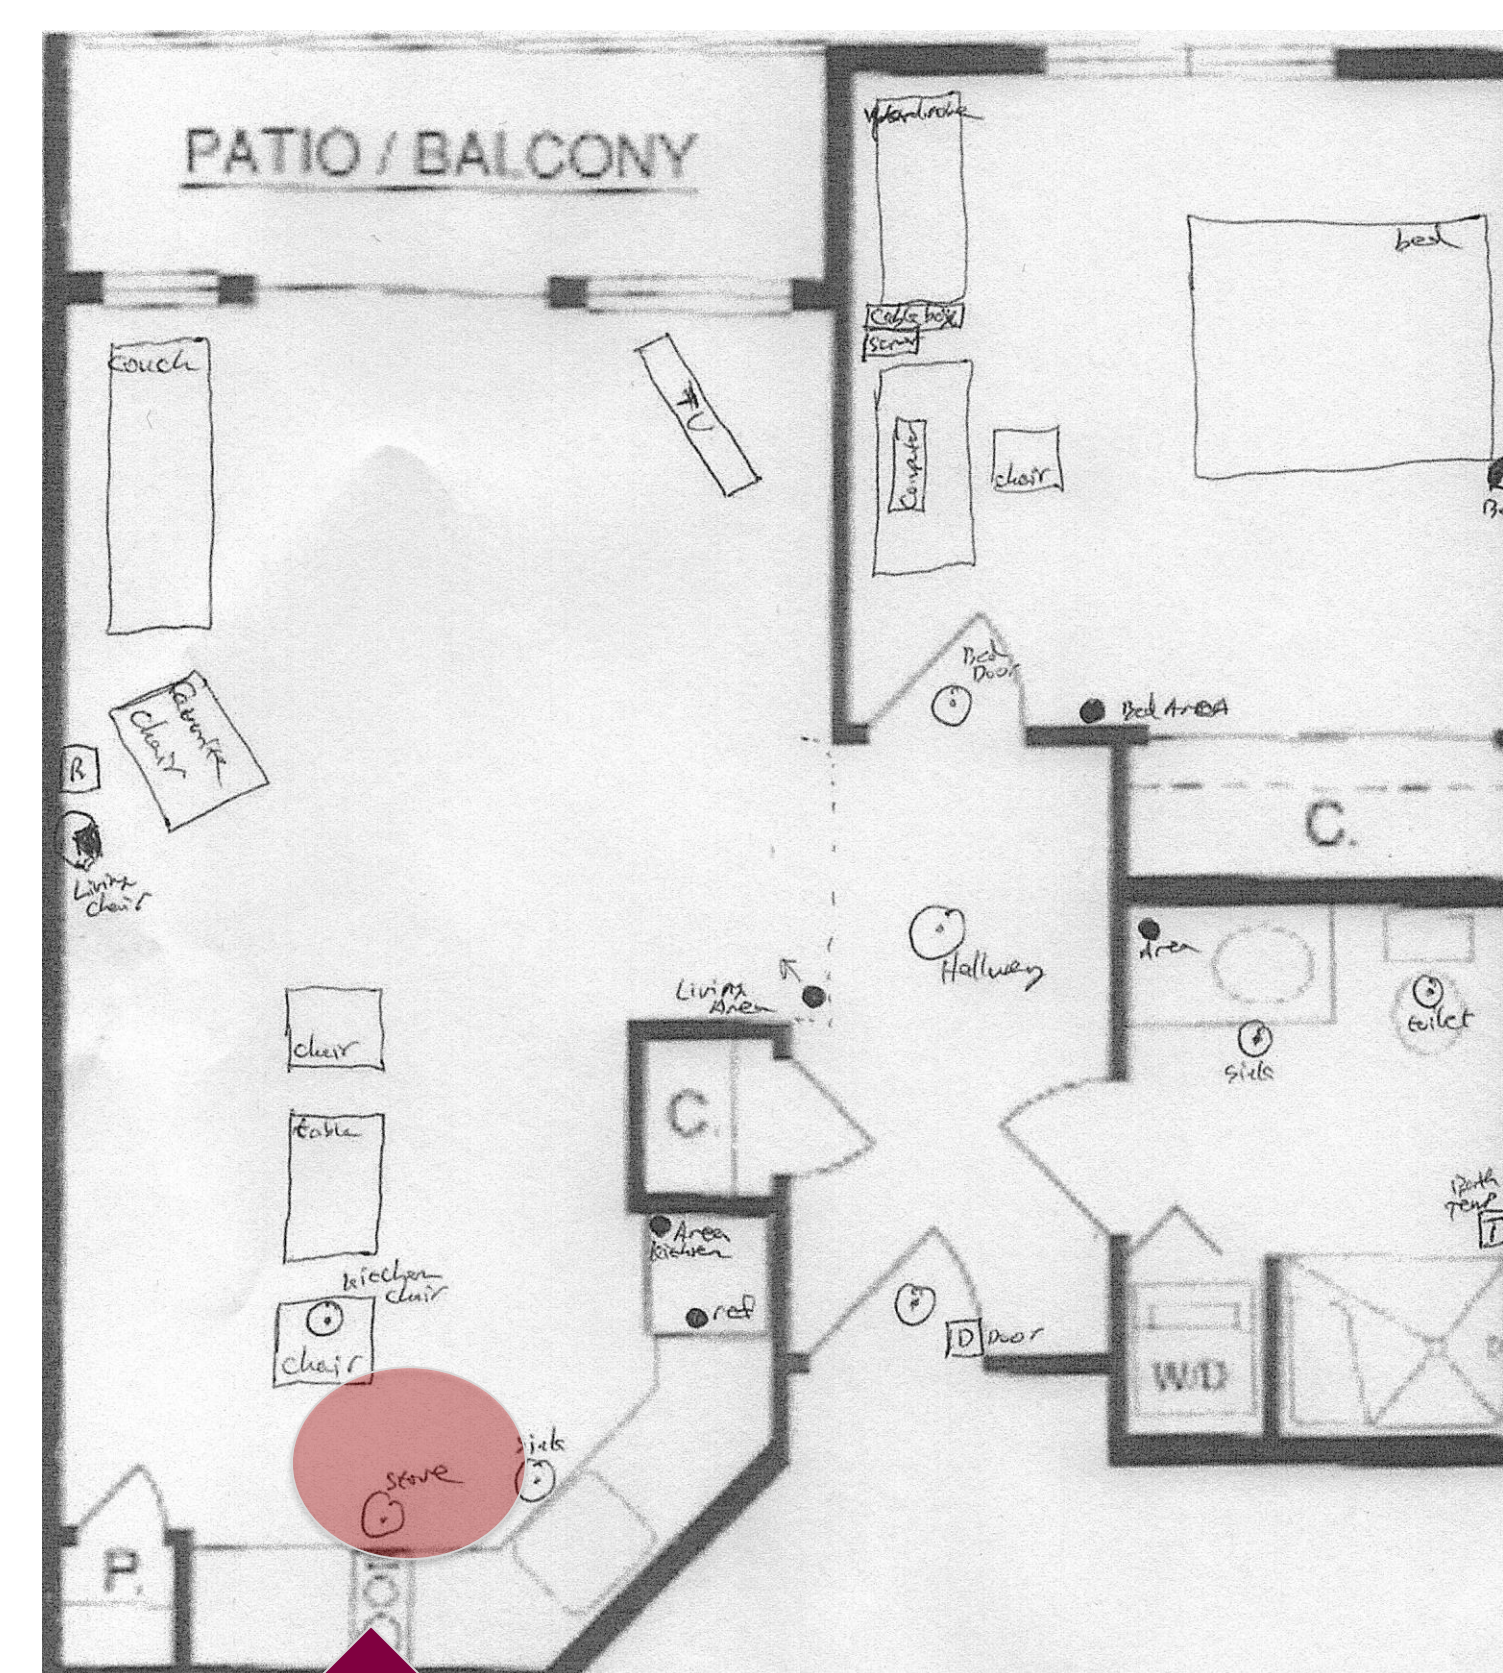 PATIO / BALCONY
wardrobe
bed
cable box
couch
TV
computer
chair
Bed
Door
favorite
chair
Bed Area
R
C.
Living
chair
Area
Hallway
Living
Area
toilet
chair
Sink
C.
table
Bath
Temp
T
Area
kitchen
kitchen
chair
ref
D Door
chair
W/D
Sink
Stove
P.